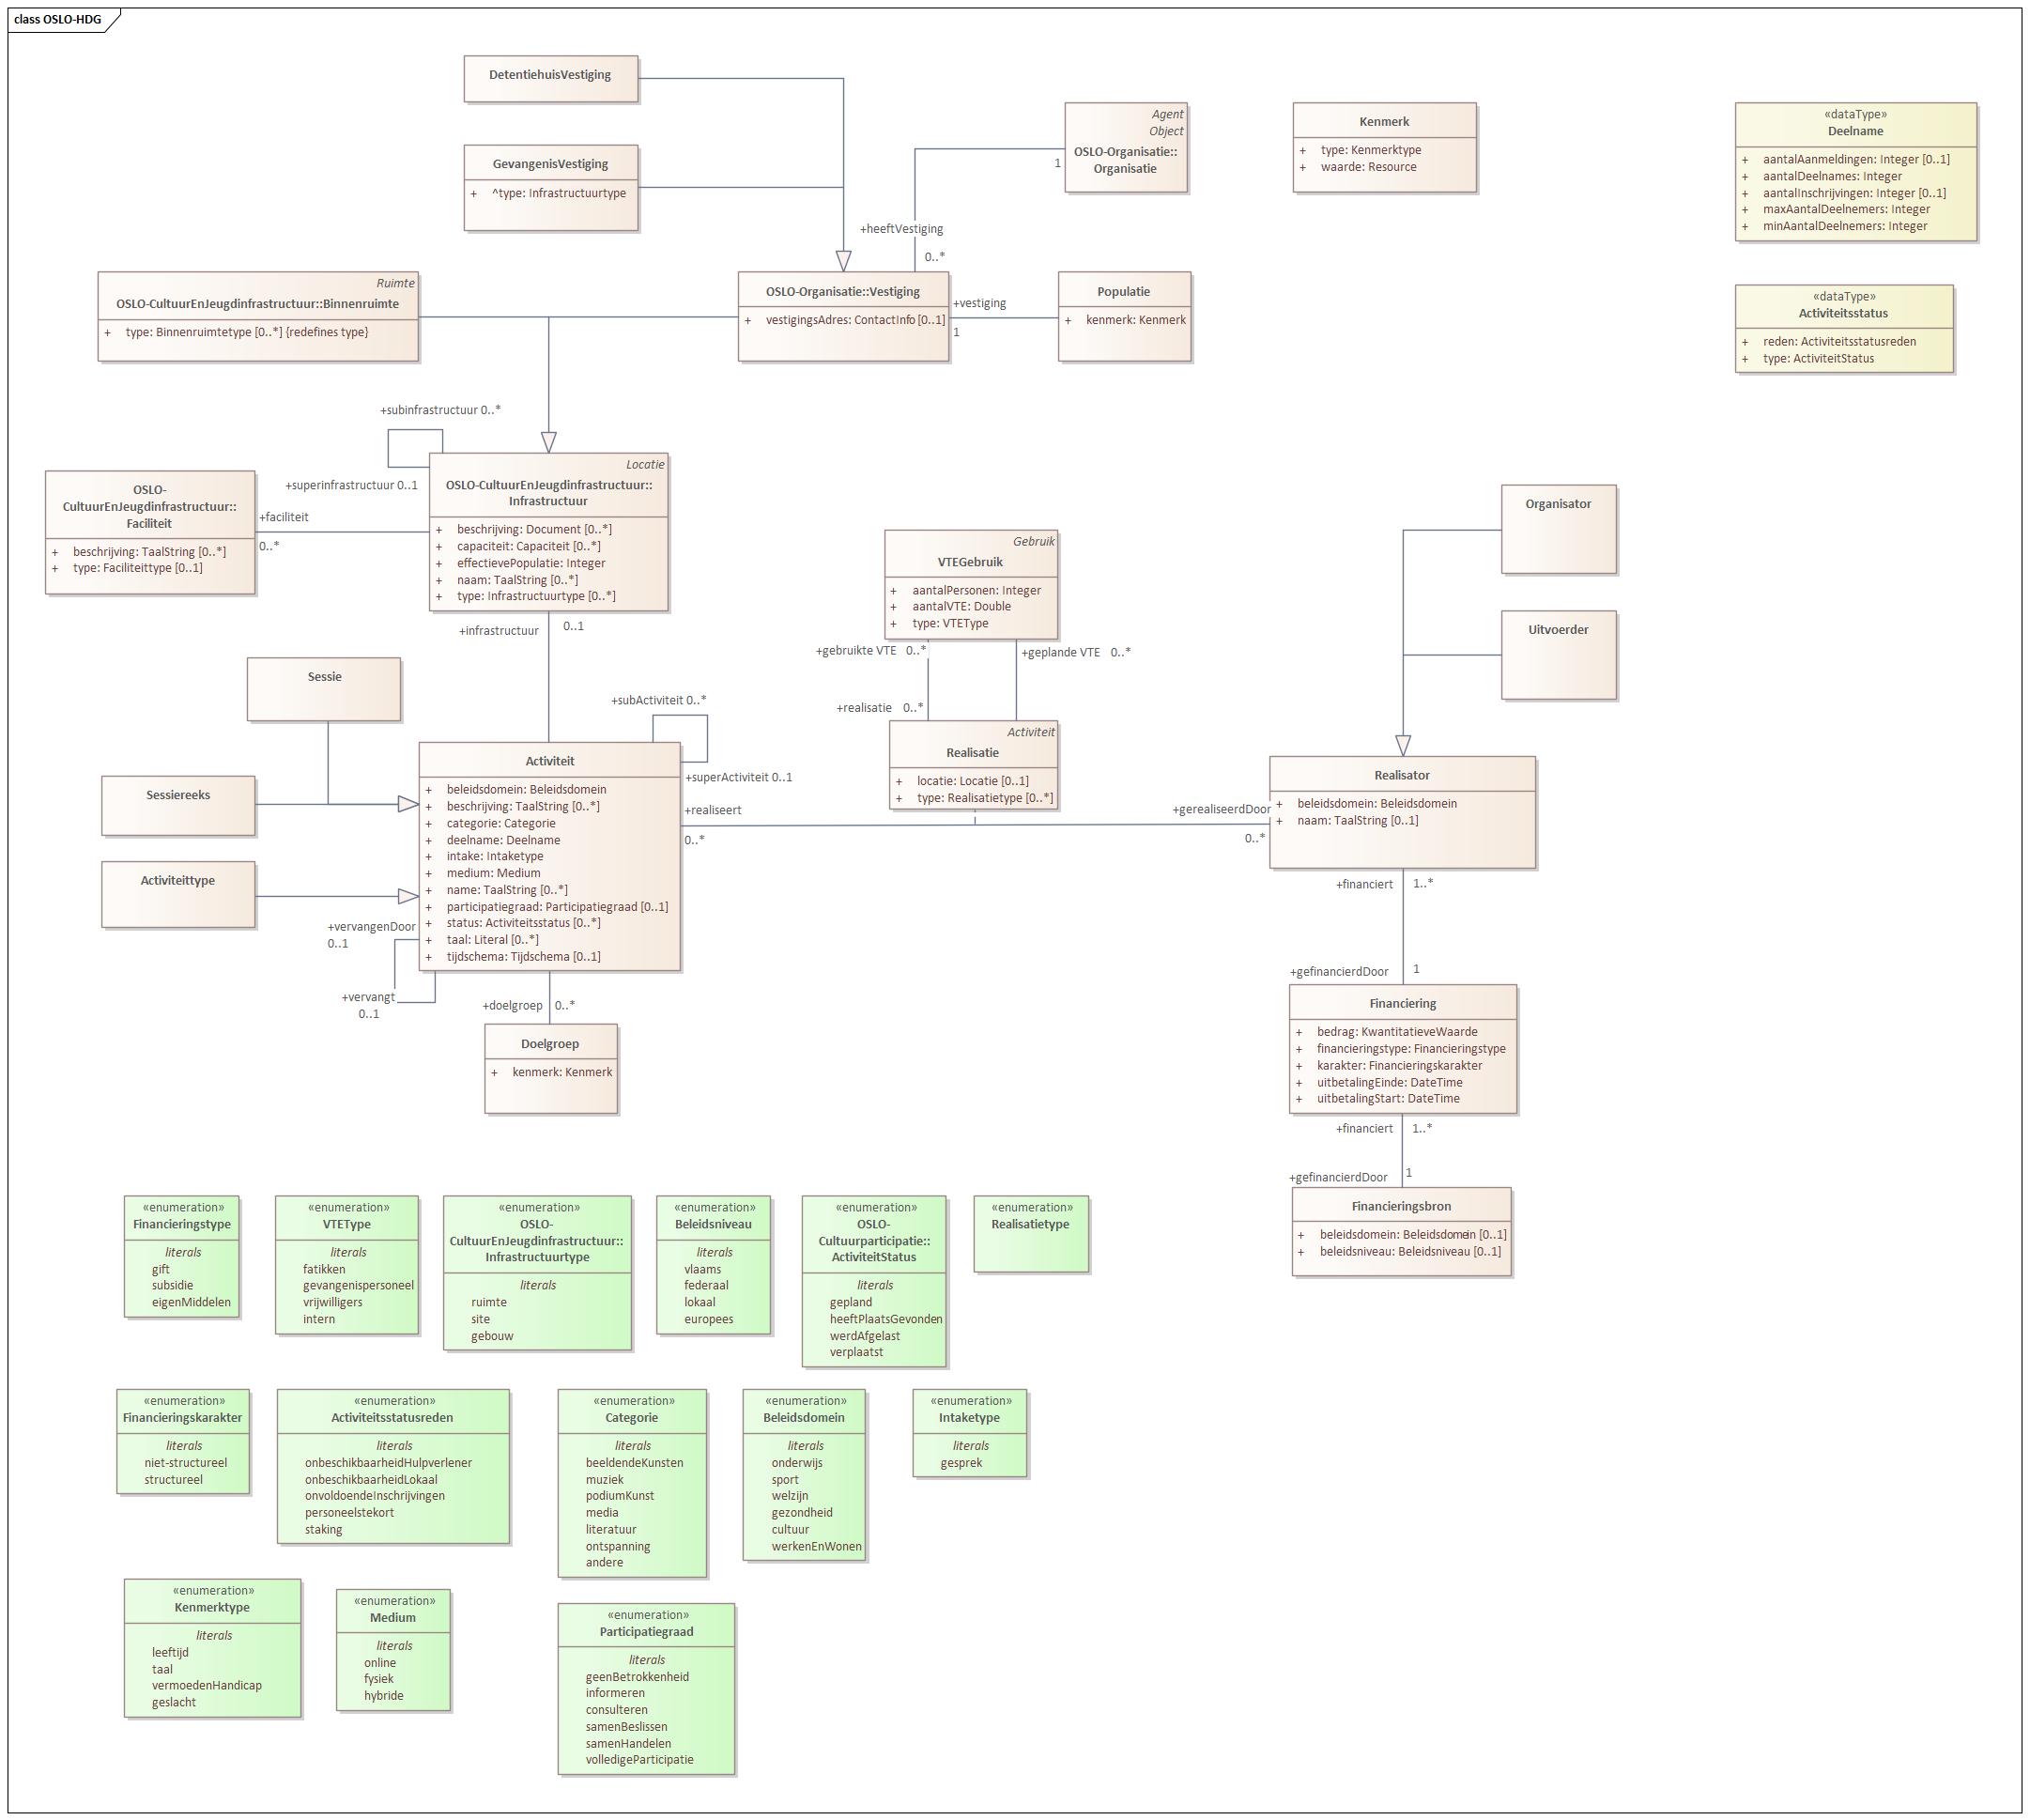 class OSLO-HDG
DetentiehuisVestiging
GevangenisVestiging
+ ^type: Infrastructuurtype
Agent
Object
OSLO-Organisatie::
Organisatie
1
+heeftVestiging
0..*
Kenmerk
+ type: Kenmerktype
+ waarde: Resource
«dataType»
Deelname
+ aantalAanmeldingen: Integer [0..1]
+ aantalDeelnames: Integer
+ aantalInschrijvingen: Integer [0..1]
+ maxAantalDeelnemers: Integer
+ minAantalDeelnemers: Integer
Ruimte
OSLO-CultuurEnJeugdinfrastructuur::Binnenruimte
+ type: Binnenruimtetype [0..*] {redefines type}
OSLO-Organisatie::Vestiging
+ vestigingsAdres: ContactInfo [0..1]
+vestiging
1
Populatie
+ kenmerk: Kenmerk
«dataType»
Activiteitsstatus
+ reden: Activiteitsstatusreden
+ type: ActiviteitStatus
+subinfrastructuur 0..*
+superinfrastructuur 0..1
OSLO-
CultuurEnJeugdinfrastructuur::
Faciliteit
+ beschrijving: TaalString [0..*]
+ type: Faciliteittype [0..1]
+faciliteit
0..*
Locatie
OSLO-CultuurEnJeugdinfrastructuur::
Infrastructuur
+ beschrijving: Document [0..*]
+ capaciteit: Capaciteit [0..*]
+ effectievePopulatie: Integer
+ naam: TaalString [0..*]
+ type: Infrastructuurtype [0..*]
+infrastructuur
0..1
Gebruik
VTEGebruik
+ aantalPersonen: Integer
+ aantalVTE: Double
+ type: VTEType
+gebruikte VTE 0..*
+geplande VTE 0..*
+realisatie 0..*
Organisator
Uitvoerder
Sessie
Sessiereeks
Activiteittype
+subActiviteit 0..*
+superActiviteit 0..1
Activiteit
+ beleidsdomein: Beleidsdomein
+ beschrijving: TaalString [0..*]
+ categorie: Categorie
+ deelname: Deelname
+ intake: Intaketype
+ medium: Medium
+ name: TaalString [0..*]
+ participatiegraad: Participatiegraad [0..1]
+ status: Activiteitsstatus [0..*]
+ taal: Literal [0..*]
+ tijdschema: Tijdschema [0..1]
Activiteit
Realisatie
+ locatie: Locatie [0..1]
+ type: Realisatietype [0..*]
+realiseert
0..*
+gerealiseerdDoor
0..*
Realisator
+ beleidsdomein: Beleidsdomein
+ naam: TaalString [0..1]
+vervangenDoor
0..1
+vervangt
0..1
+doelgroep 0..*
Doelgroep
+ kenmerk: Kenmerk
+financiert 1..*
+gefinancierdDoor 1
Financiering
+ bedrag: KwantitatieveWaarde
+ financieringstype: Financieringstype
+ karakter: Financieringskarakter
+ uitbetalingEinde: DateTime
+ uitbetalingStart: DateTime
+financiert 1..*
+gefinancierdDoor 1
Financieringsbron
+ beleidsdomein: Beleidsdomein [0..1]
+ beleidsniveau: Beleidsniveau [0..1]
«enumeration»
Financieringstype
literals
gift
subsidie
eigenMiddelen
«enumeration»
VTEType
literals
fatikken
gevangenispersoneel
vrijwilligers
intern
«enumeration»
OSLO-
CultuurEnJeugdinfrastructuur::
Infrastructuurtype
literals
ruimte
site
gebouw
«enumeration»
Beleidsniveau
literals
vlaams
federaal
lokaal
europees
«enumeration»
OSLO-
Cultuurparticipatie::
ActiviteitStatus
literals
gepland
heeftPlaatsGevonden
werdAfgelast
verplaatst
«enumeration»
Realisatietype
«enumeration»
Financieringskarakter
literals
niet-structureel
structureel
«enumeration»
Activiteitsstatusreden
literals
onbeschikbaarheidHulpverlener
onbeschikbaarheidLokaal
onvoldoendeInschrijvingen
personeelstekort
staking
«enumeration»
Categorie
literals
beeldendeKunsten
muziek
podiumKunst
media
literatuur
ontspanning
andere
«enumeration»
Beleidsdomein
literals
onderwijs
sport
welzijn
gezondheid
cultuur
werkenEnWonen
«enumeration»
Intaketype
literals
gesprek
«enumeration»
Kenmerktype
literals
leeftijd
taal
vermoedenHandicap
geslacht
«enumeration»
Medium
literals
online
fysiek
hybride
«enumeration»
Participatiegraad
literals
geenBetrokkenheid
informeren
consulteren
samenBeslissen
samenHandelen
volledigeParticipatie